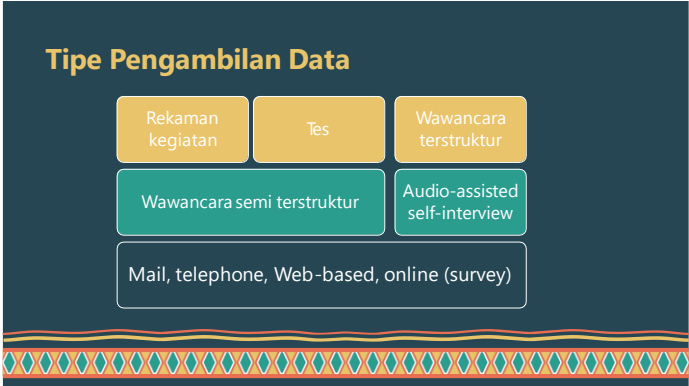 Tipe Pengambilan Data
Rekaman
kegiatan
Tes
Wawancara
terstruktur
Wawancara semi terstruktur
Audio-assisted
self-interview
Mail, telephone, Web-based, online (survey)